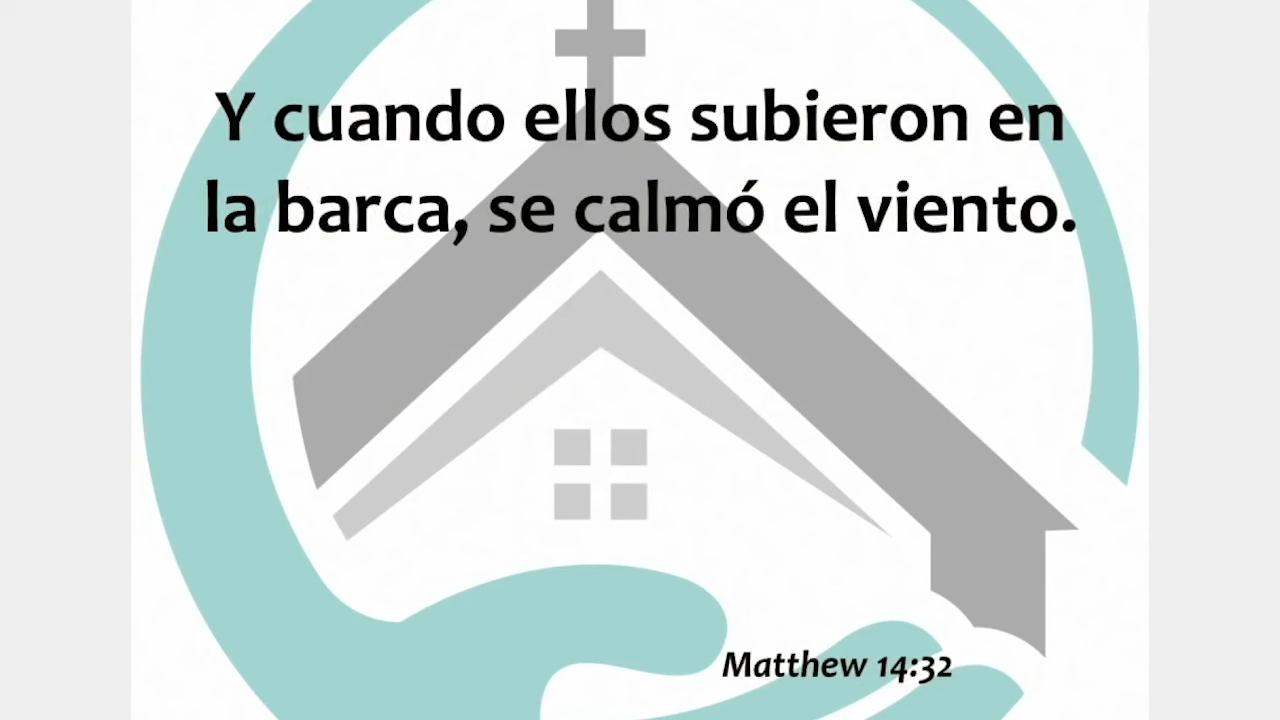 Y cuando ellos subieron en
la barca, se calmó el viento.
Matthew 14:32